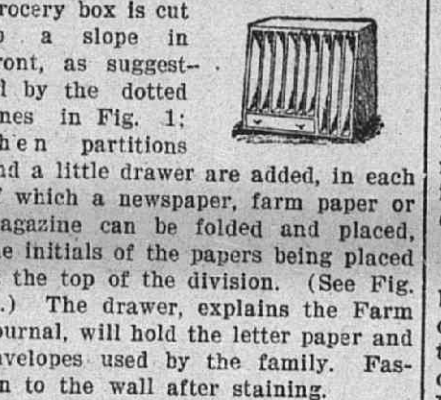 rocery box is cut
a slope in
ront, as suggest-
d by the dotted
nes in Fig. 1;
hen partitions
nd a little drawer are added, in each
f which a newspaper, farm paper or
agazine can be folded and placed,
e initials of the papers being placed
the top of the division. (See Fig.
.) The drawer, explains the Farm
ournal, will hold the letter paper and
nvelopes used by the family. Fas-
n to the wall after staining.